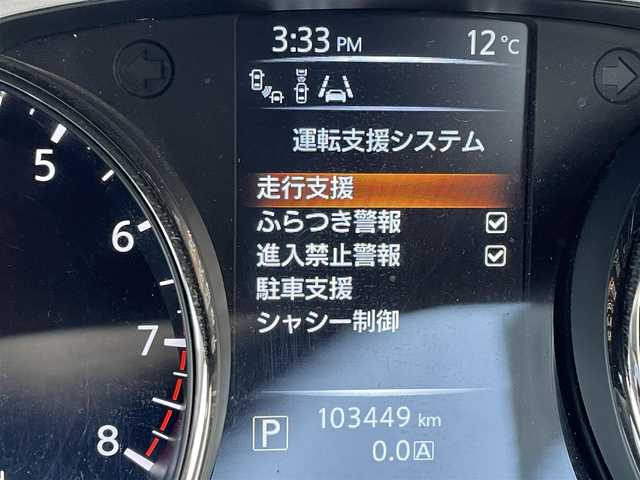 3:33 PM 12°C
運転支援システム
走行支援
ふらつき警報
進入禁止警報
駐車支援
シャシー制御
5
6
7
8
P 103449 km
0.0 A